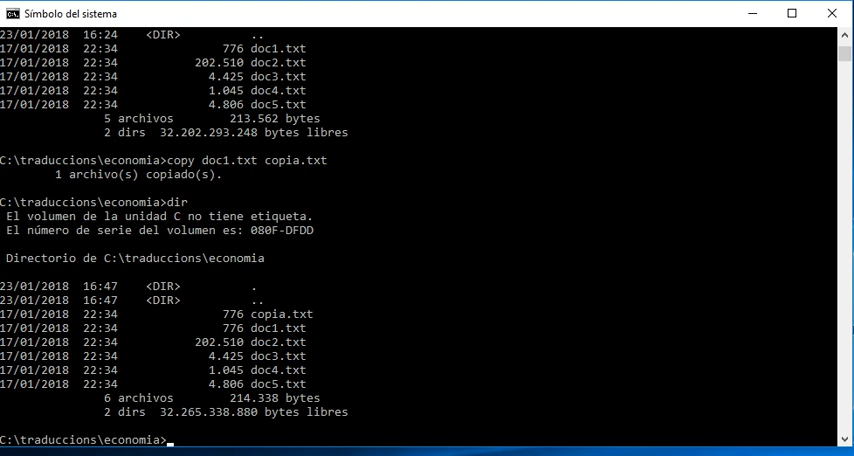 Símbolo del sistema
23/01/2018  16:24    <DIR>          ..
17/01/2018  22:34               776 doc1.txt
17/01/2018  22:34           202.510 doc2.txt
17/01/2018  22:34             4.425 doc3.txt
17/01/2018  22:34             1.045 doc4.txt
17/01/2018  22:34             4.806 doc5.txt
               5 archivos        213.562 bytes
               2 dirs  32.202.293.248 bytes libres
C:\traduccions\economia>copy doc1.txt copia.txt
        1 archivo(s) copiado(s).
C:\traduccions\economia>dir
 El volumen de la unidad C no tiene etiqueta.
 El número de serie del volumen es: 080F-DFDD
 Directorio de C:\traduccions\economia
23/01/2018  16:47    <DIR>          .
23/01/2018  16:47    <DIR>          ..
17/01/2018  22:34               776 copia.txt
17/01/2018  22:34               776 doc1.txt
17/01/2018  22:34           202.510 doc2.txt
17/01/2018  22:34             4.425 doc3.txt
17/01/2018  22:34             1.045 doc4.txt
17/01/2018  22:34             4.806 doc5.txt
               6 archivos        214.338 bytes
               2 dirs  32.265.338.880 bytes libres
C:\traduccions\economia>